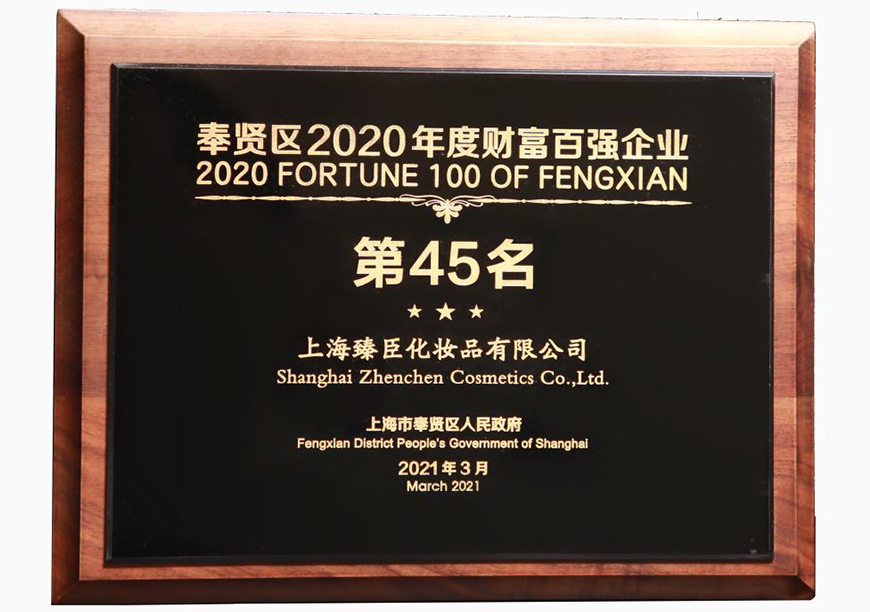 奉贤区2020年度财富百强企业
2020 FORTUNE 100 OF FENGXIAN
第45名
上海臻臣化妆品有限公司
Shanghai Zhenchen Cosmetics Co.,Ltd.
上海市奉贤区人民政府
Fengxian District People's Government of Shanghai
2021年3月
March 2021